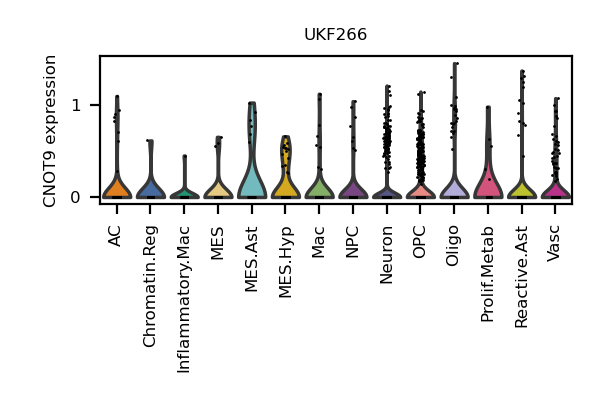 UKF266
CNOT9 expression
1
0
AC
Chromatin.Reg
Inflammatory.Mac
MES
MES.Ast
MES.Hyp
Mac
NPC
Neuron
OPC
Oligo
Prolif.Metab
Reactive.Ast
Vasc